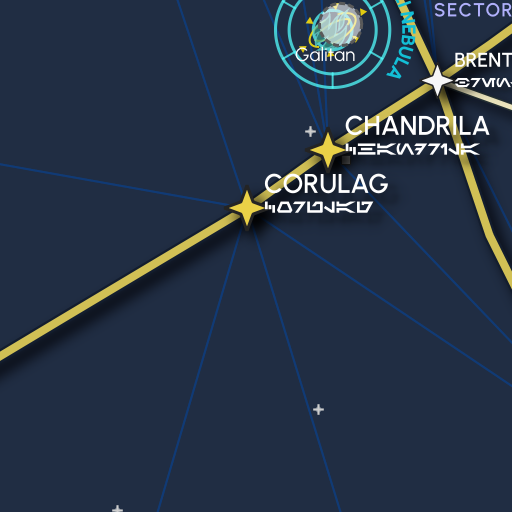 SECTOR
NEBULA
Galitan
BRENT
CHANDRILA
CORULAG